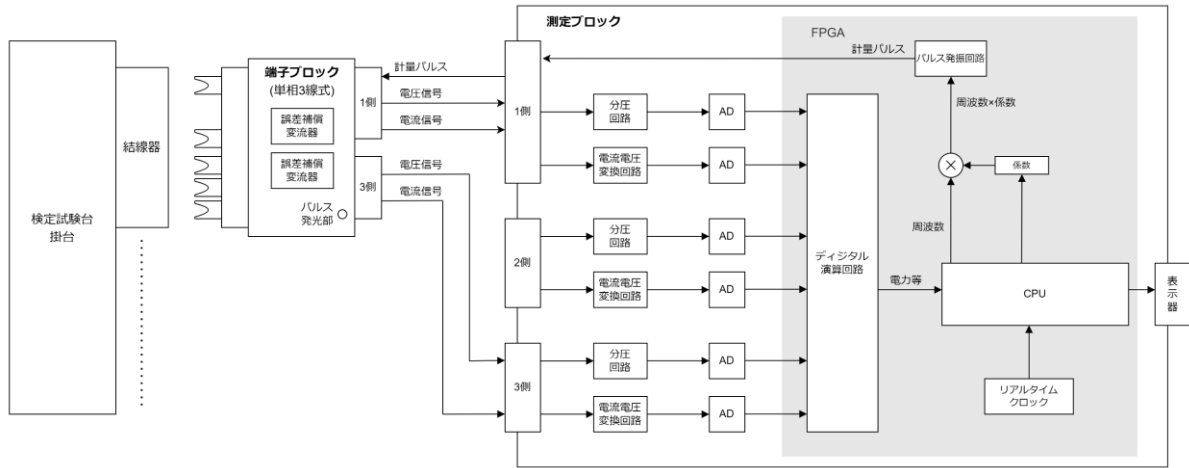 検定試験台
掛台
結線器
端子ブロック
(単相3線式)
誤差補償
変流器
誤差補償
変流器
パルス
発光部
1側
3側
計量パルス
電圧信号
電流信号
電圧信号
電流信号
測定ブロック
1側
2側
3側
分圧
回路
AD
電流電圧
変換回路
AD
分圧
回路
AD
電流電圧
変換回路
AD
分圧
回路
AD
電流電圧
変換回路
AD
FPGA
計量パルス
パルス発振回路
周波数×係数
×
係数
周波数
ディジタル
演算回路
電力等
CPU
リアルタイム
クロック
表示器